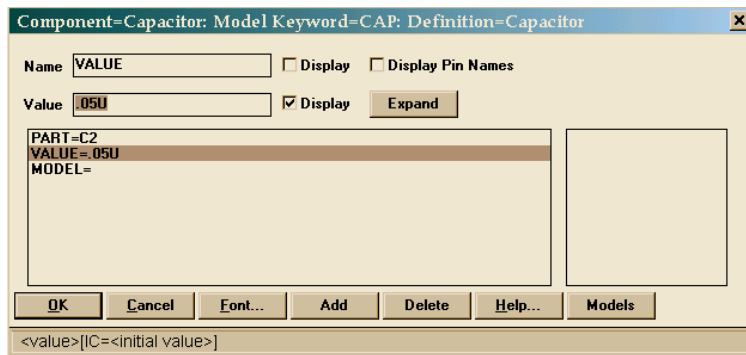 Component=Capacitor: Model Keyword=CAP: Definition=Capacitor
Name VALUE Display Display Pin Names
Value .05U Display Expand
PART=C2
VALUE=.05U
MODEL=
OK Cancel Font... Add Delete Help... Models
<value>[IC=<initial value>]